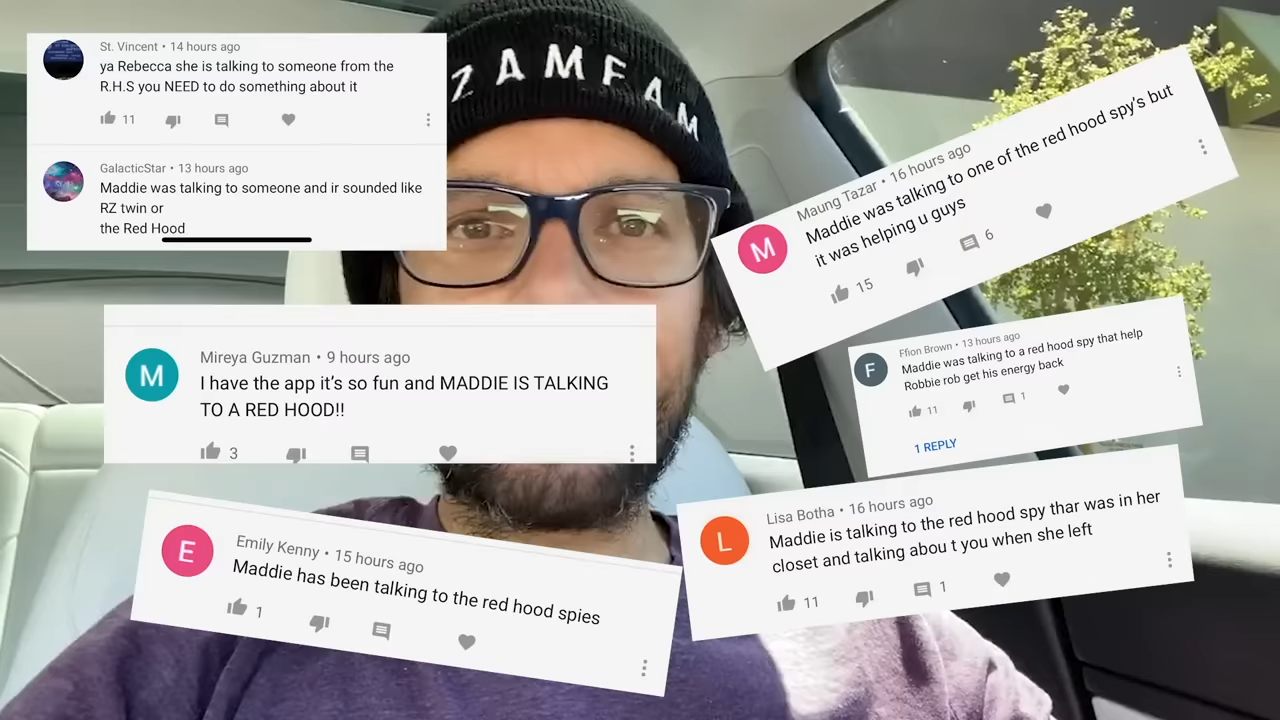 ZAMFAM
St. Vincent • 14 hours ago
ya Rebecca she is talking to someone from the
R.H.S you NEED to do something about it
11
GalacticStar • 13 hours ago
Maddie was talking to someone and ir sounded like
RZ twin or
the Red Hood
Maung Tazar • 16 hours ago
Maddie was talking to one of the red hood spy's but
it was helping u guys
15
6
M
Mireya Guzman • 9 hours ago
I have the app it's so fun and MADDIE IS TALKING
TO A RED HOOD!!
3
M
Ffion Brown • 13 hours ago
Maddie was talking to a red hood spy that help
Robbie rob get his energy back
11
1
1 REPLY
F
Emily Kenny • 15 hours ago
Maddie has been talking to the red hood spies
1
E
Lisa Botha • 16 hours ago
Maddie is talking to the red hood spy thar was in her
closet and talking abou t you when she left
11
1
L